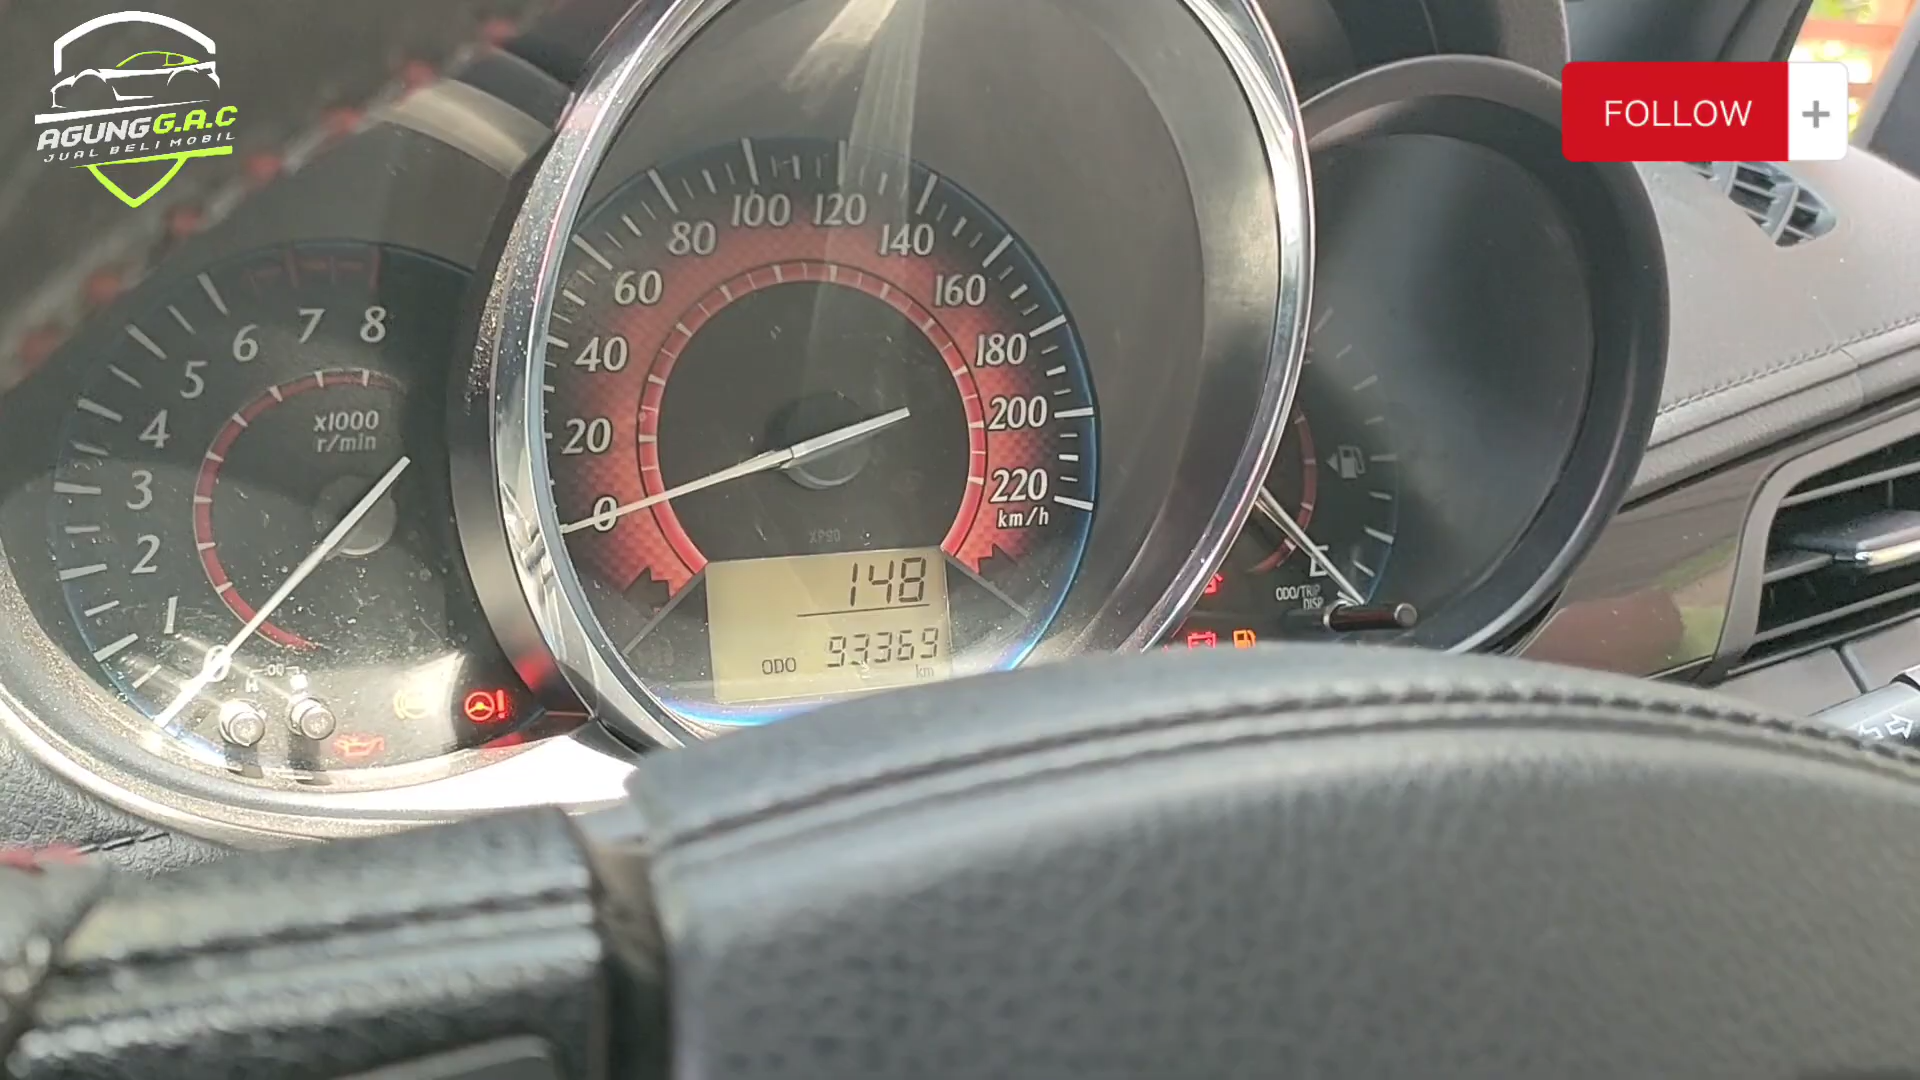 AGUNG G.A.C
JUAL BELI MOBIL
FOLLOW +
0 1 2 3 4 5 6 7 8
x1000
r/min
0 20 40 60 80 100 120 140 160 180 200 220
km/h
148
ODO 93369
km
ODO/TRIP
DISP
E